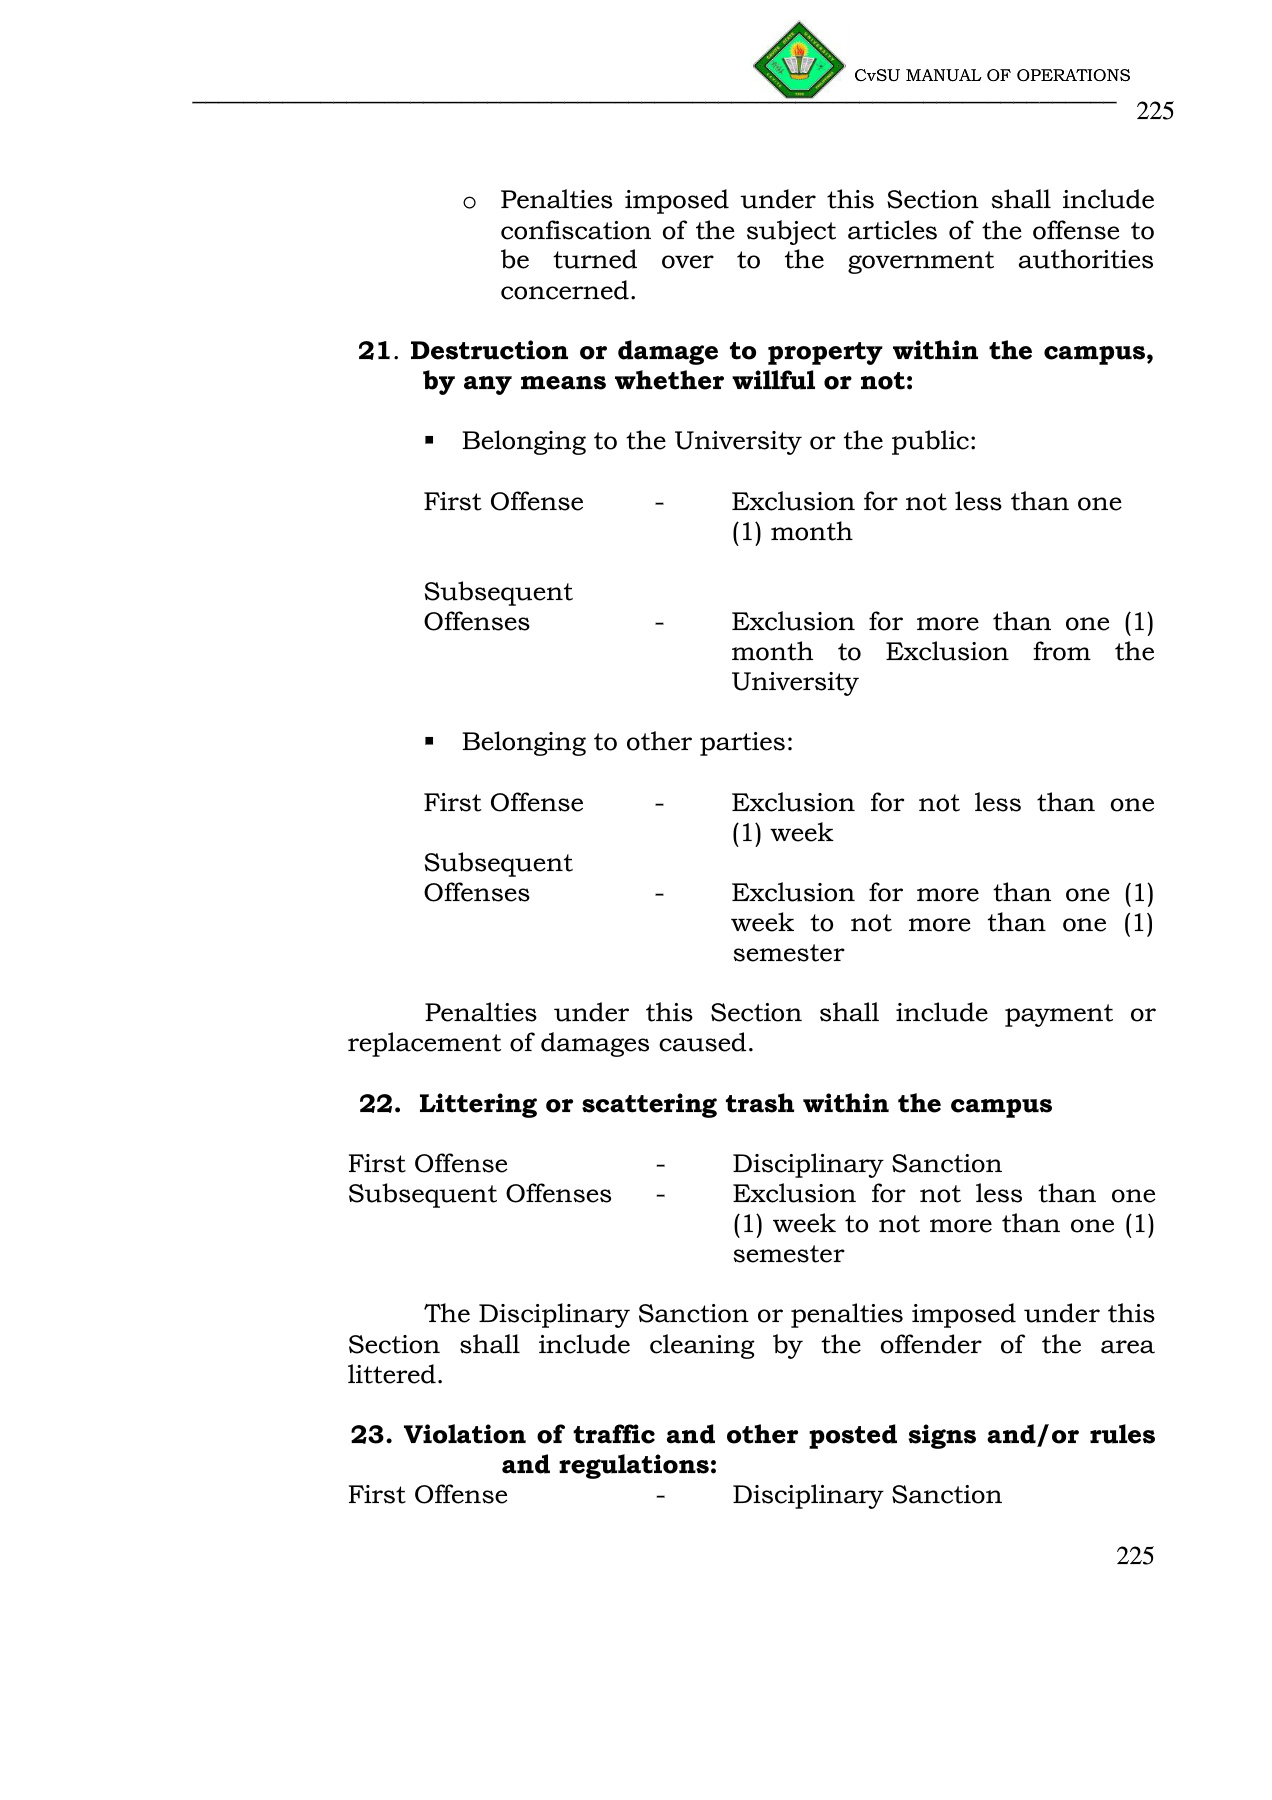 CvSU MANUAL OF OPERATIONS
225
o Penalties imposed under this Section shall include
confiscation of the subject articles of the offense to
be turned over to the government authorities
concerned.
21. Destruction or damage to property within the campus,
by any means whether willful or not:
▪ Belonging to the University or the public:
First Offense - Exclusion for not less than one
(1) month
Subsequent
Offenses - Exclusion for more than one (1)
month to Exclusion from the
University
▪ Belonging to other parties:
First Offense - Exclusion for not less than one
(1) week
Subsequent
Offenses - Exclusion for more than one (1)
week to not more than one (1)
semester
Penalties under this Section shall include payment or
replacement of damages caused.
22. Littering or scattering trash within the campus
First Offense - Disciplinary Sanction
Subsequent Offenses - Exclusion for not less than one
(1) week to not more than one (1)
semester
The Disciplinary Sanction or penalties imposed under this
Section shall include cleaning by the offender of the area
littered.
23. Violation of traffic and other posted signs and/or rules
and regulations:
First Offense - Disciplinary Sanction
225